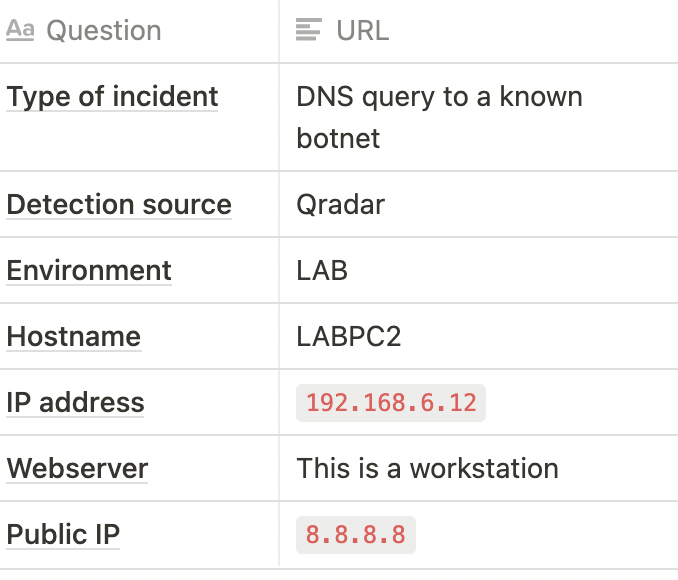 Aa Question URL
Type of incident DNS query to a known
botnet
Detection source Qradar
Environment LAB
Hostname LABPC2
IP address 192.168.6.12
Webserver This is a workstation
Public IP 8.8.8.8